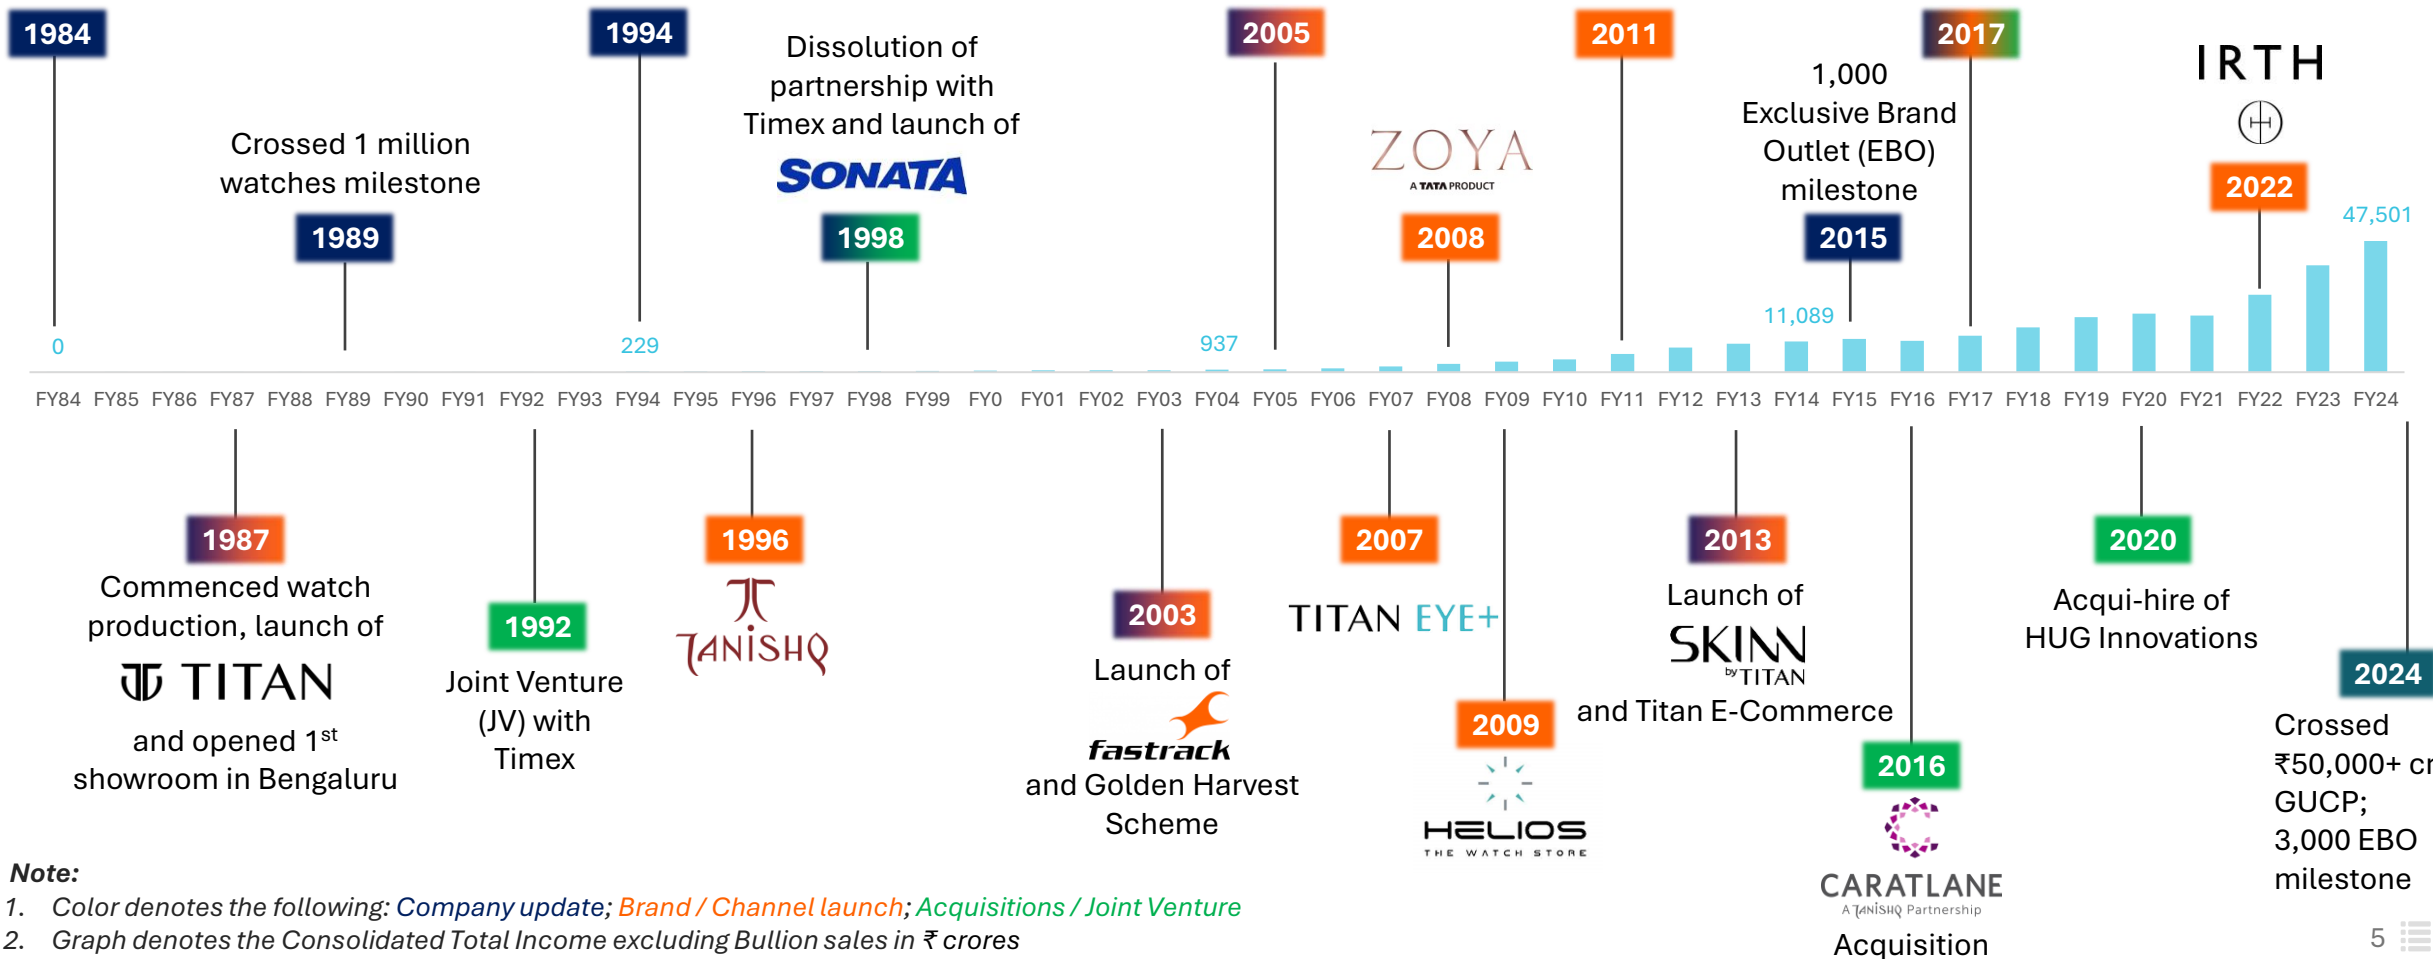 1984
1994
2005
2011
2017
Dissolution of
partnership with
Timex and launch of
SONATA
1998
Crossed 1 million
watches milestone
1989
ZOYA
A TATA PRODUCT
2008
1,000
Exclusive Brand
Outlet (EBO)
milestone
2015
IRTH
2022
0
229
937
11,089
47,501
FY84 FY85 FY86 FY87 FY88 FY89 FY90 FY91 FY92 FY93 FY94 FY95 FY96 FY97 FY98 FY99 FY0 FY01 FY02 FY03 FY04 FY05 FY06 FY07 FY08 FY09 FY10 FY11 FY12 FY13 FY14 FY15 FY16 FY17 FY18 FY19 FY20 FY21 FY22 FY23 FY24
1987
Commenced watch
production, launch of
TITAN
and opened 1st
showroom in Bengaluru
1992
Joint Venture
(JV) with
Timex
1996
TANISHQ
2003
Launch of
fastrack
and Golden Harvest
Scheme
2007
TITAN EYE+
2009
HELIOS
THE WATCH STORE
2013
Launch of
SKINN
by TITAN
and Titan E-Commerce
2016
CARATLANE
A TANISHQ Partnership
Acquisition
2020
Acqui-hire of
HUG Innovations
2024
Crossed
₹50,000+ cr
GUCP;
3,000 EBO
milestone
Note:
1. Color denotes the following: Company update; Brand / Channel launch; Acquisitions / Joint Venture
2. Graph denotes the Consolidated Total Income excluding Bullion sales in ₹ crores
5